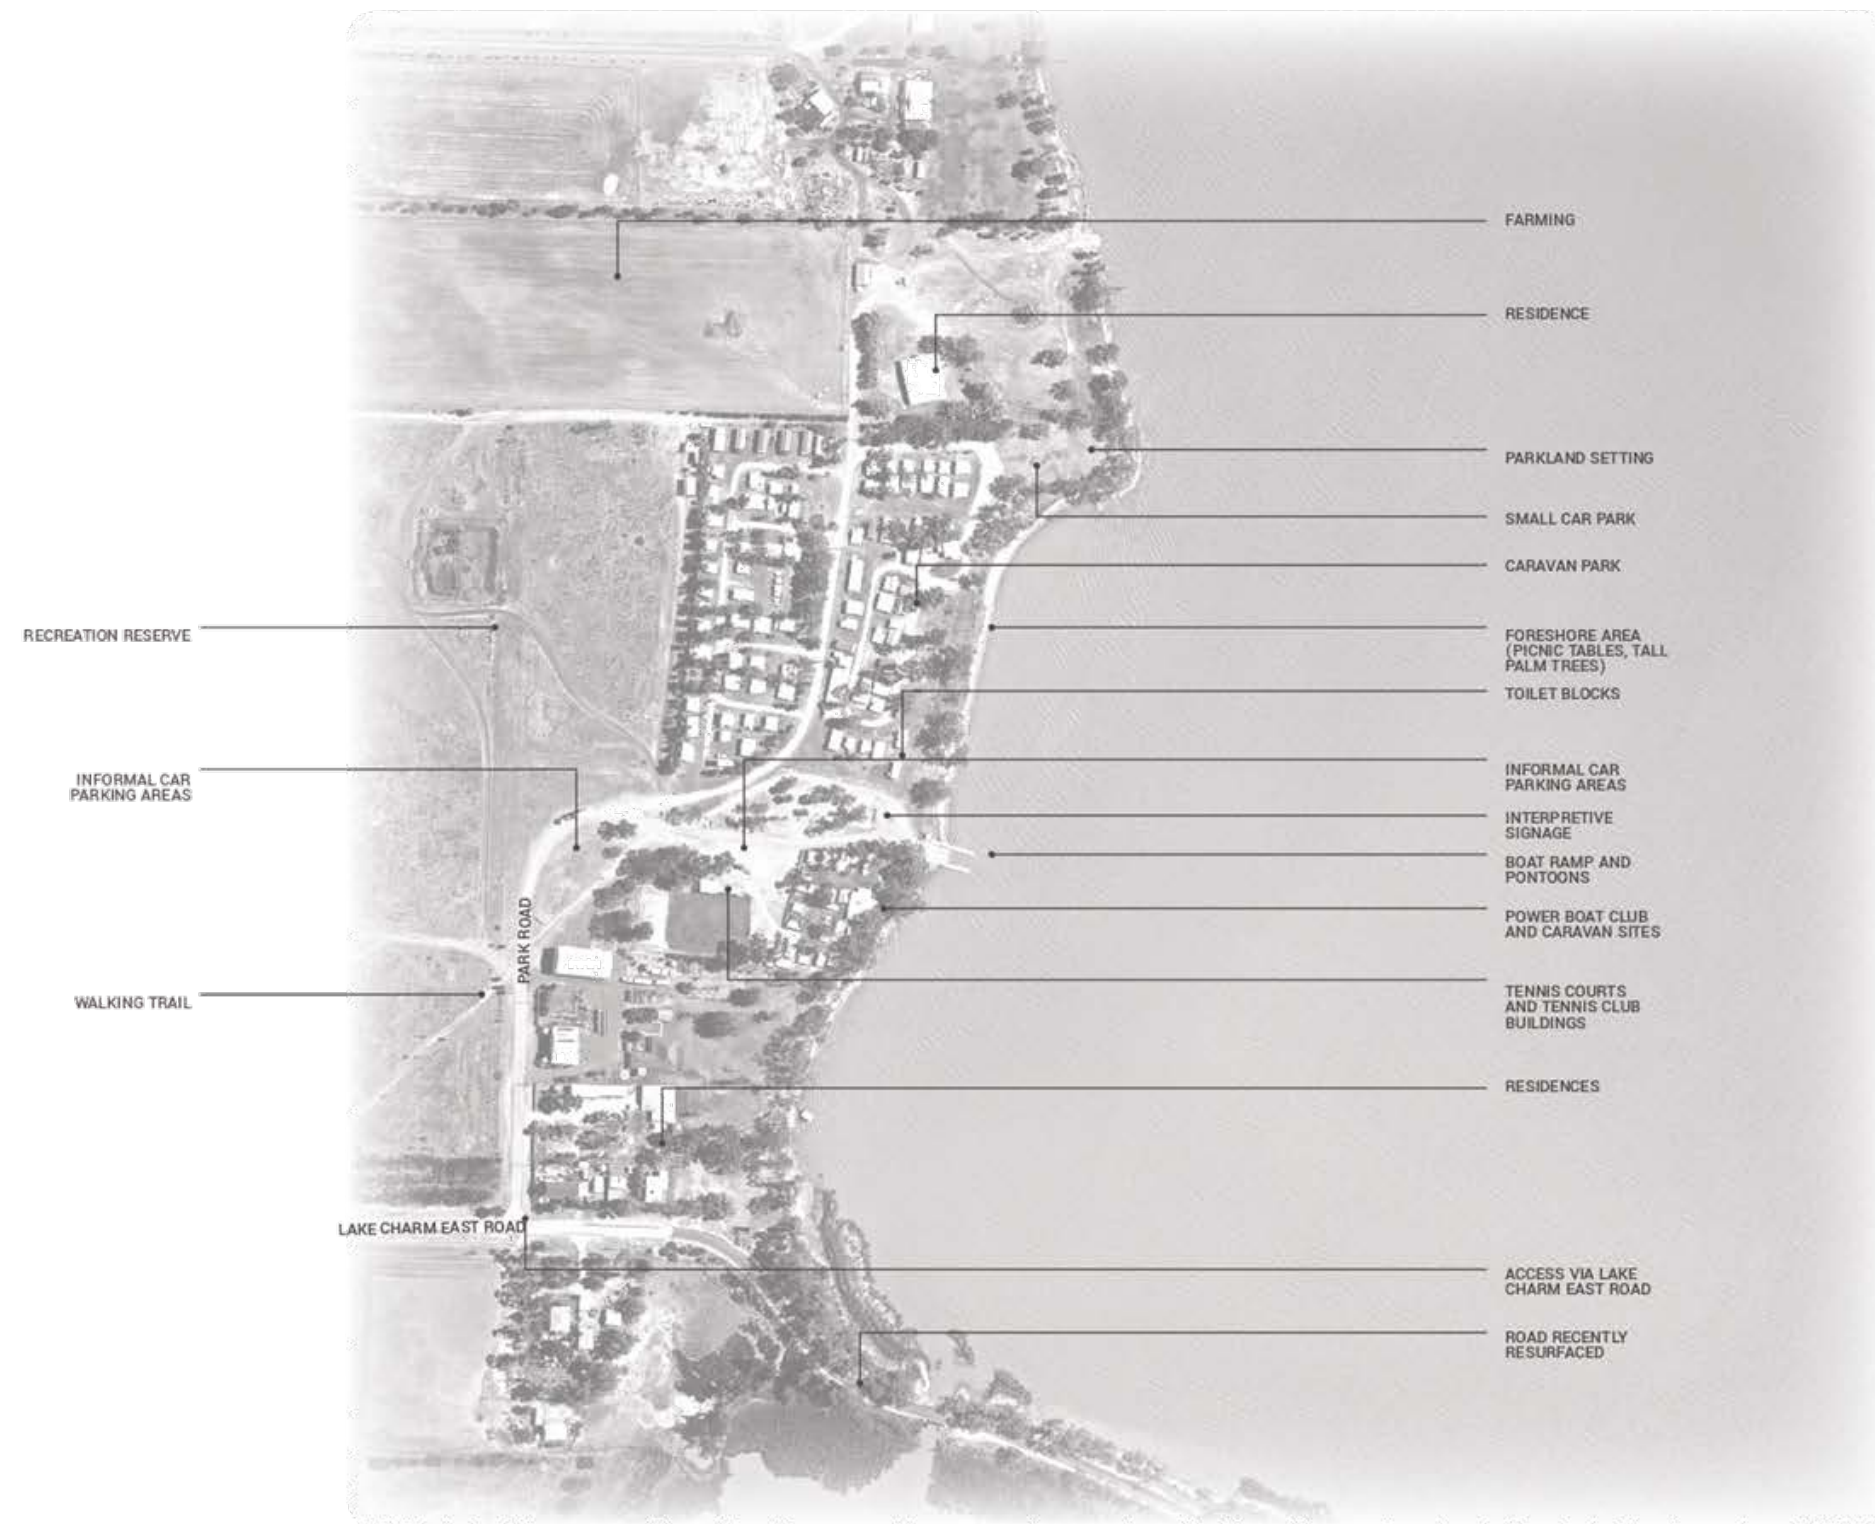 FARMING
RESIDENCE
PARKLAND SETTING
SMALL CAR PARK
CARAVAN PARK
RECREATION RESERVE
FORESHORE AREA
(PICNIC TABLES, TALL
PALM TREES)
TOILET BLOCKS
INFORMAL CAR
PARKING AREAS
INFORMAL CAR
PARKING AREAS
INTERPRETIVE
SIGNAGE
BOAT RAMP AND
PONTOONS
POWER BOAT CLUB
AND CARAVAN SITES
PARK ROAD
WALKING TRAIL
TENNIS COURTS
AND TENNIS CLUB
BUILDINGS
RESIDENCES
LAKE CHARM EAST ROAD
ACCESS VIA LAKE
CHARM EAST ROAD
ROAD RECENTLY
RESURFACED